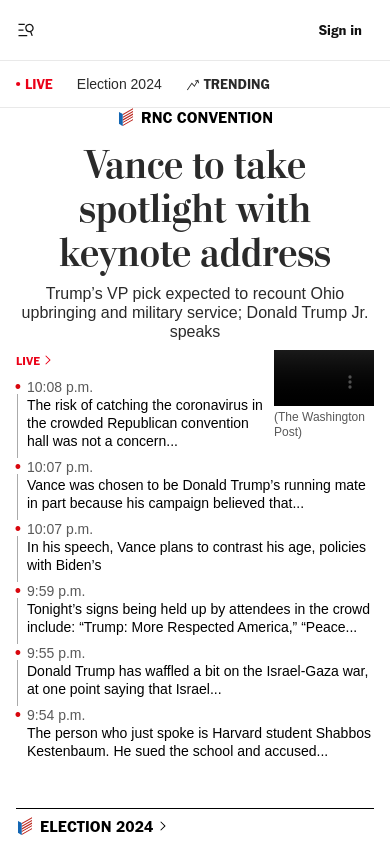 Sign in
• LIVE
Election 2024
TRENDING
RNC CONVENTION
Vance to take
spotlight with
keynote address
Trump’s VP pick expected to recount Ohio
upbringing and military service; Donald Trump Jr.
speaks
LIVE
(The Washington
Post)
10:08 p.m.
The risk of catching the coronavirus in
the crowded Republican convention
hall was not a concern...
10:07 p.m.
Vance was chosen to be Donald Trump’s running mate
in part because his campaign believed that...
10:07 p.m.
In his speech, Vance plans to contrast his age, policies
with Biden’s
9:59 p.m.
Tonight’s signs being held up by attendees in the crowd
include: “Trump: More Respected America,” “Peace...
9:55 p.m.
Donald Trump has waffled a bit on the Israel-Gaza war,
at one point saying that Israel...
9:54 p.m.
The person who just spoke is Harvard student Shabbos
Kestenbaum. He sued the school and accused...
ELECTION 2024